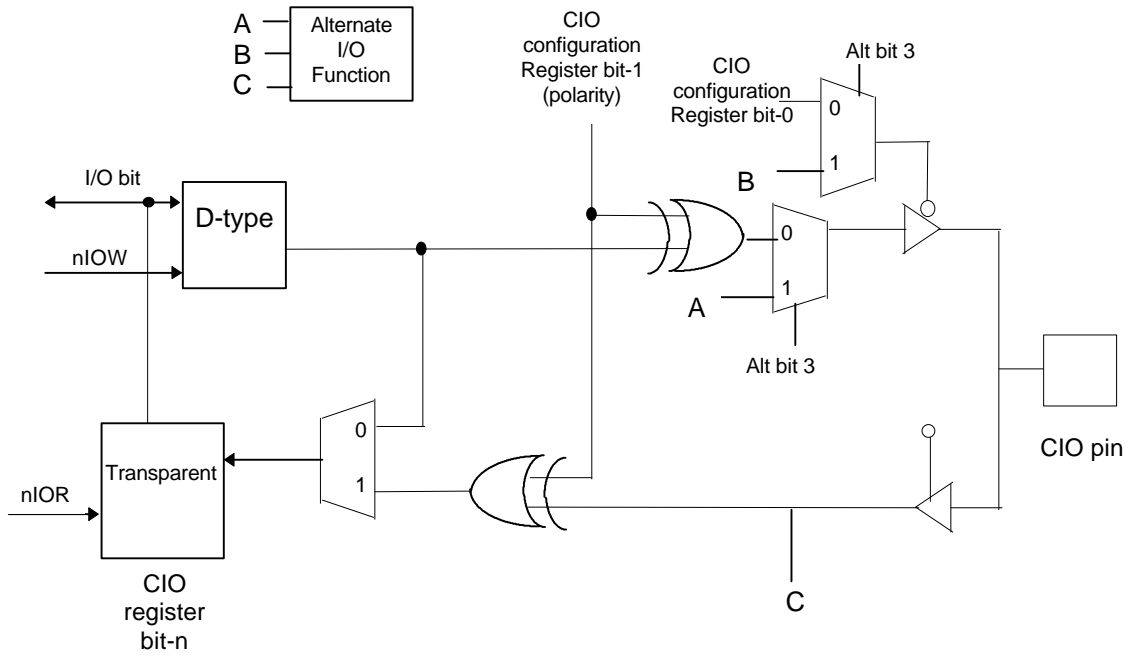 A
B
C
Alternate
I/O
Function
CIO
configuration
Register bit-1
(polarity)
CIO
configuration
Register bit-0
Alt bit 3
0
1
B
I/O bit
D-type
nIOW
0
1
A
Alt bit 3
CIO pin
0
1
Transparent
nIOR
CIO
register
bit-n
C